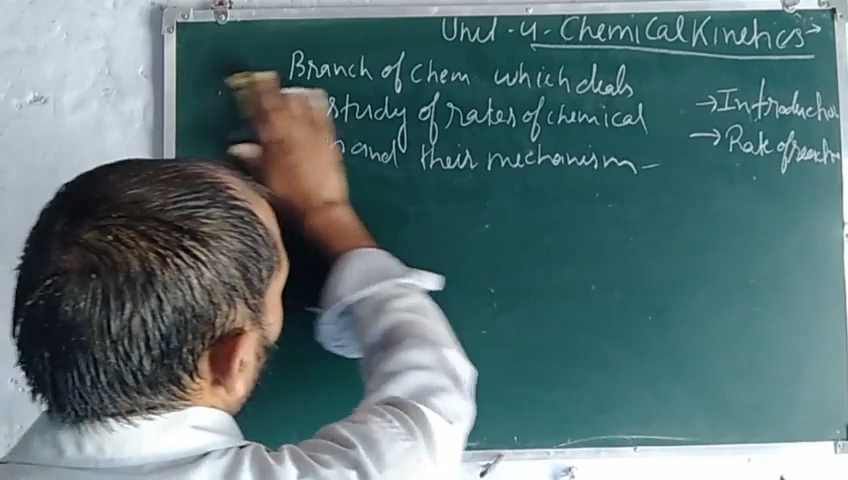 Unit-4-Chemical Kinetics→
Branch of Chem which deals
study of rates of chemical
and their mechanism-
→Introduction
→Rate of reaction